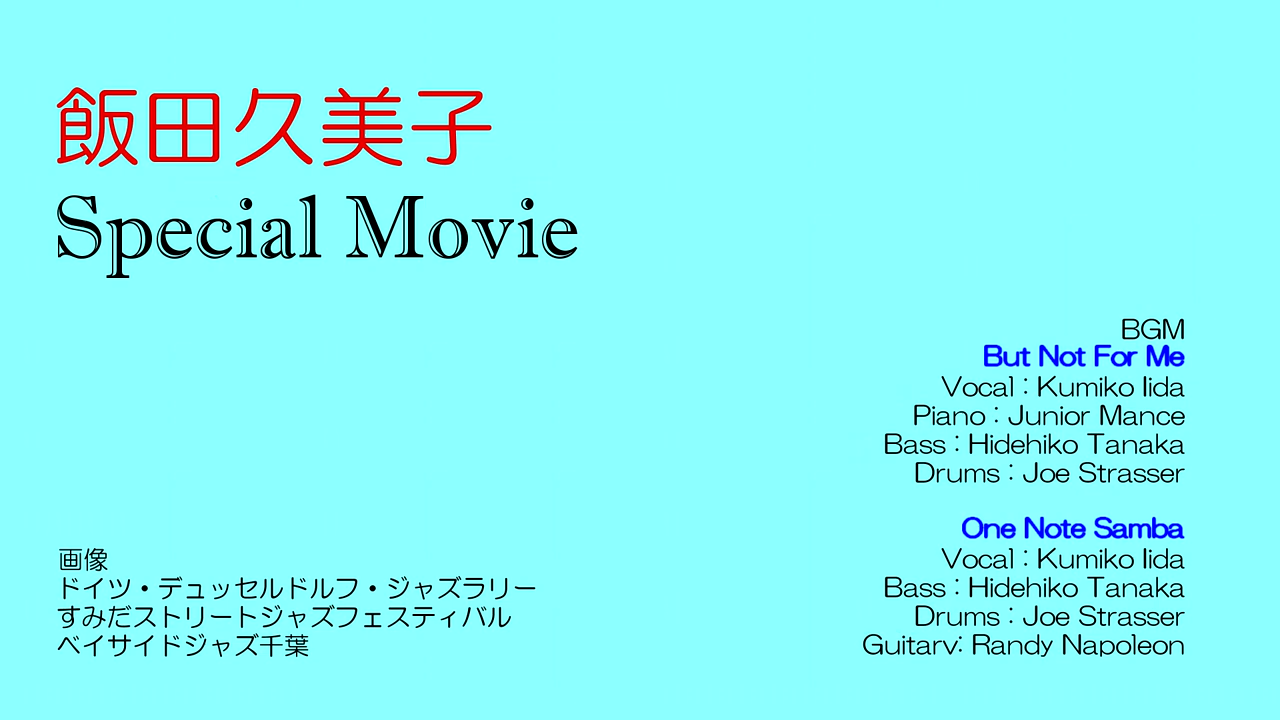 飯田久美子
Special Movie
BGM
But Not For Me
Vocal : Kumiko Iida
Piano : Junior Mance
Bass : Hidehiko Tanaka
Drums : Joe Strasser
One Note Samba
Vocal : Kumiko Iida
Bass : Hidehiko Tanaka
Drums : Joe Strasser
Guitarv: Randy Napoleon
画像
ドイツ・デュッセルドルフ・ジャズラリー
すみだストリートジャズフェスティバル
ベイサイドジャズ千葉